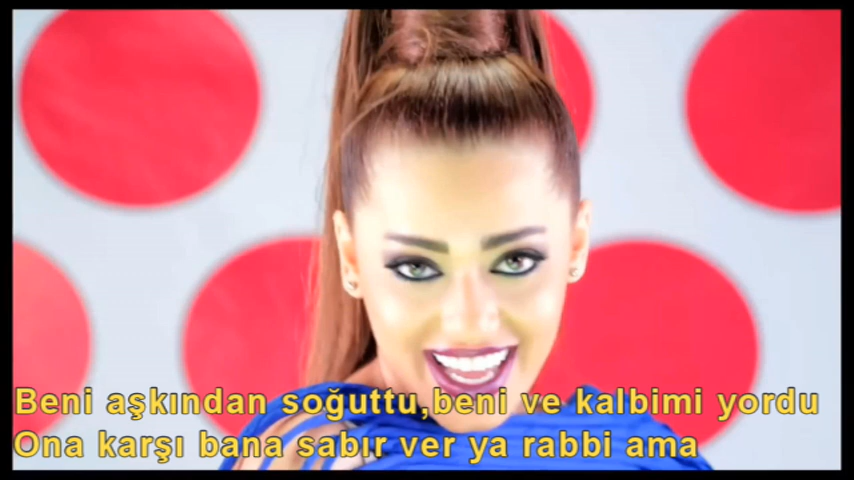 Beni aşkından soğuttu,beni ve kalbimi yordu
Ona karşı bana sabır ver ya rabbi ama